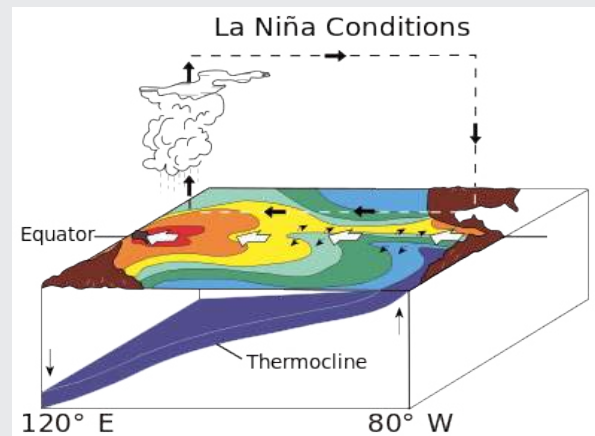 La Niña Conditions
Equator
Thermocline
120° E
80° W